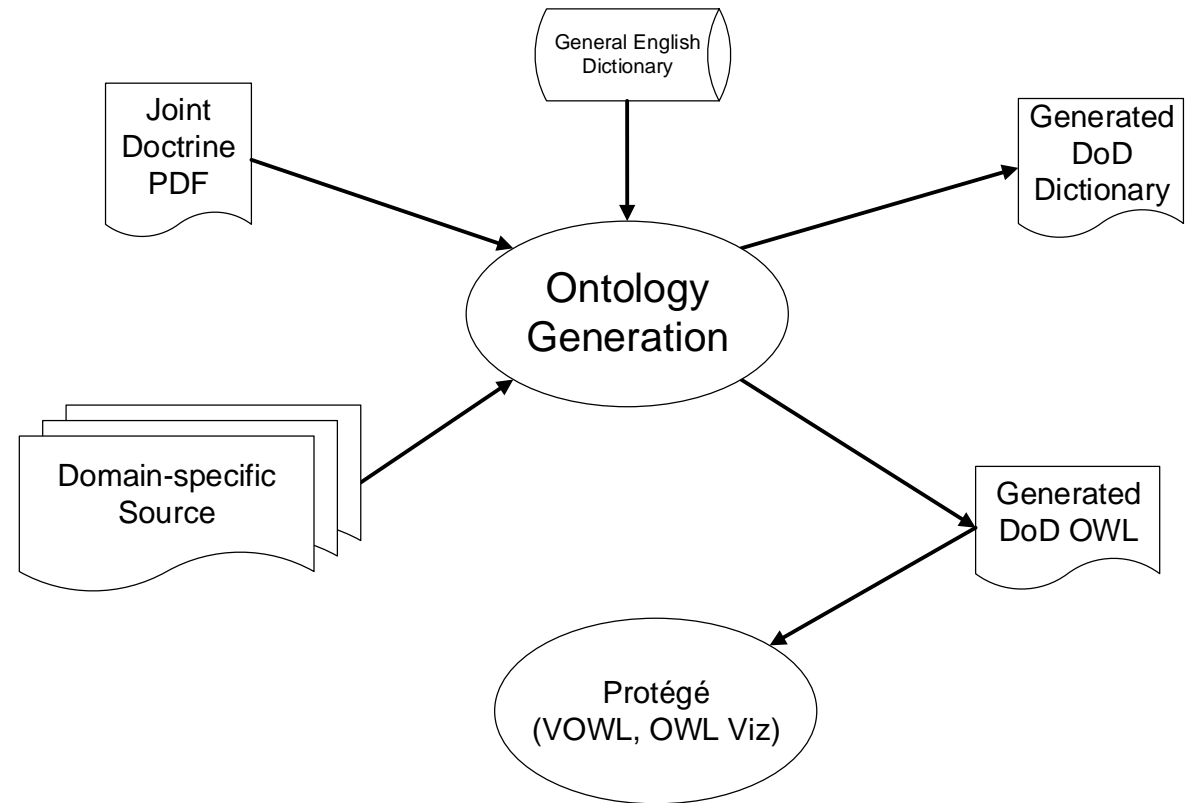 General English
Dictionary
Joint
Doctrine
PDF
Generated
DoD
Dictionary
Ontology
Generation
Domain-specific
Source
Generated
DoD OWL
Protégé
(VOWL, OWL Viz)